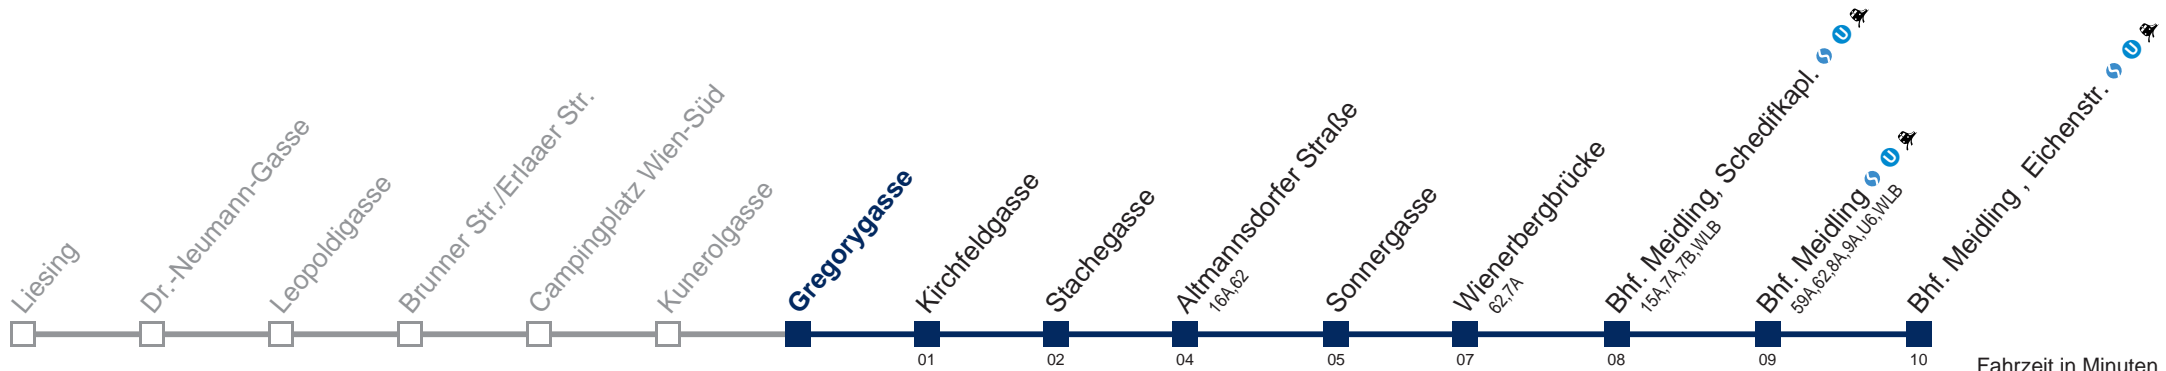 Liesing
Dr.-Neumann-Gasse
Leopoldigasse
Brunner Str./Erlaaer Str.
Campingplatz Wien-Süd
Kunerolgasse
Gregorygasse
Kirchfeldgasse
Stachegasse
Altmannsdorfer Straße
16A,62
Sonnergasse
Wienerbergbrücke
62,7A
Bhf. Meidling, Schedifkapl. S U
15A,7A,7B,WLB
Bhf. Meidling S U
59A,62,8A,9A,U6,WLB
Bhf. Meidling , Eichenstr. S U
01 02 04 05 07 08 09 10
Fahrzeit in Minuten